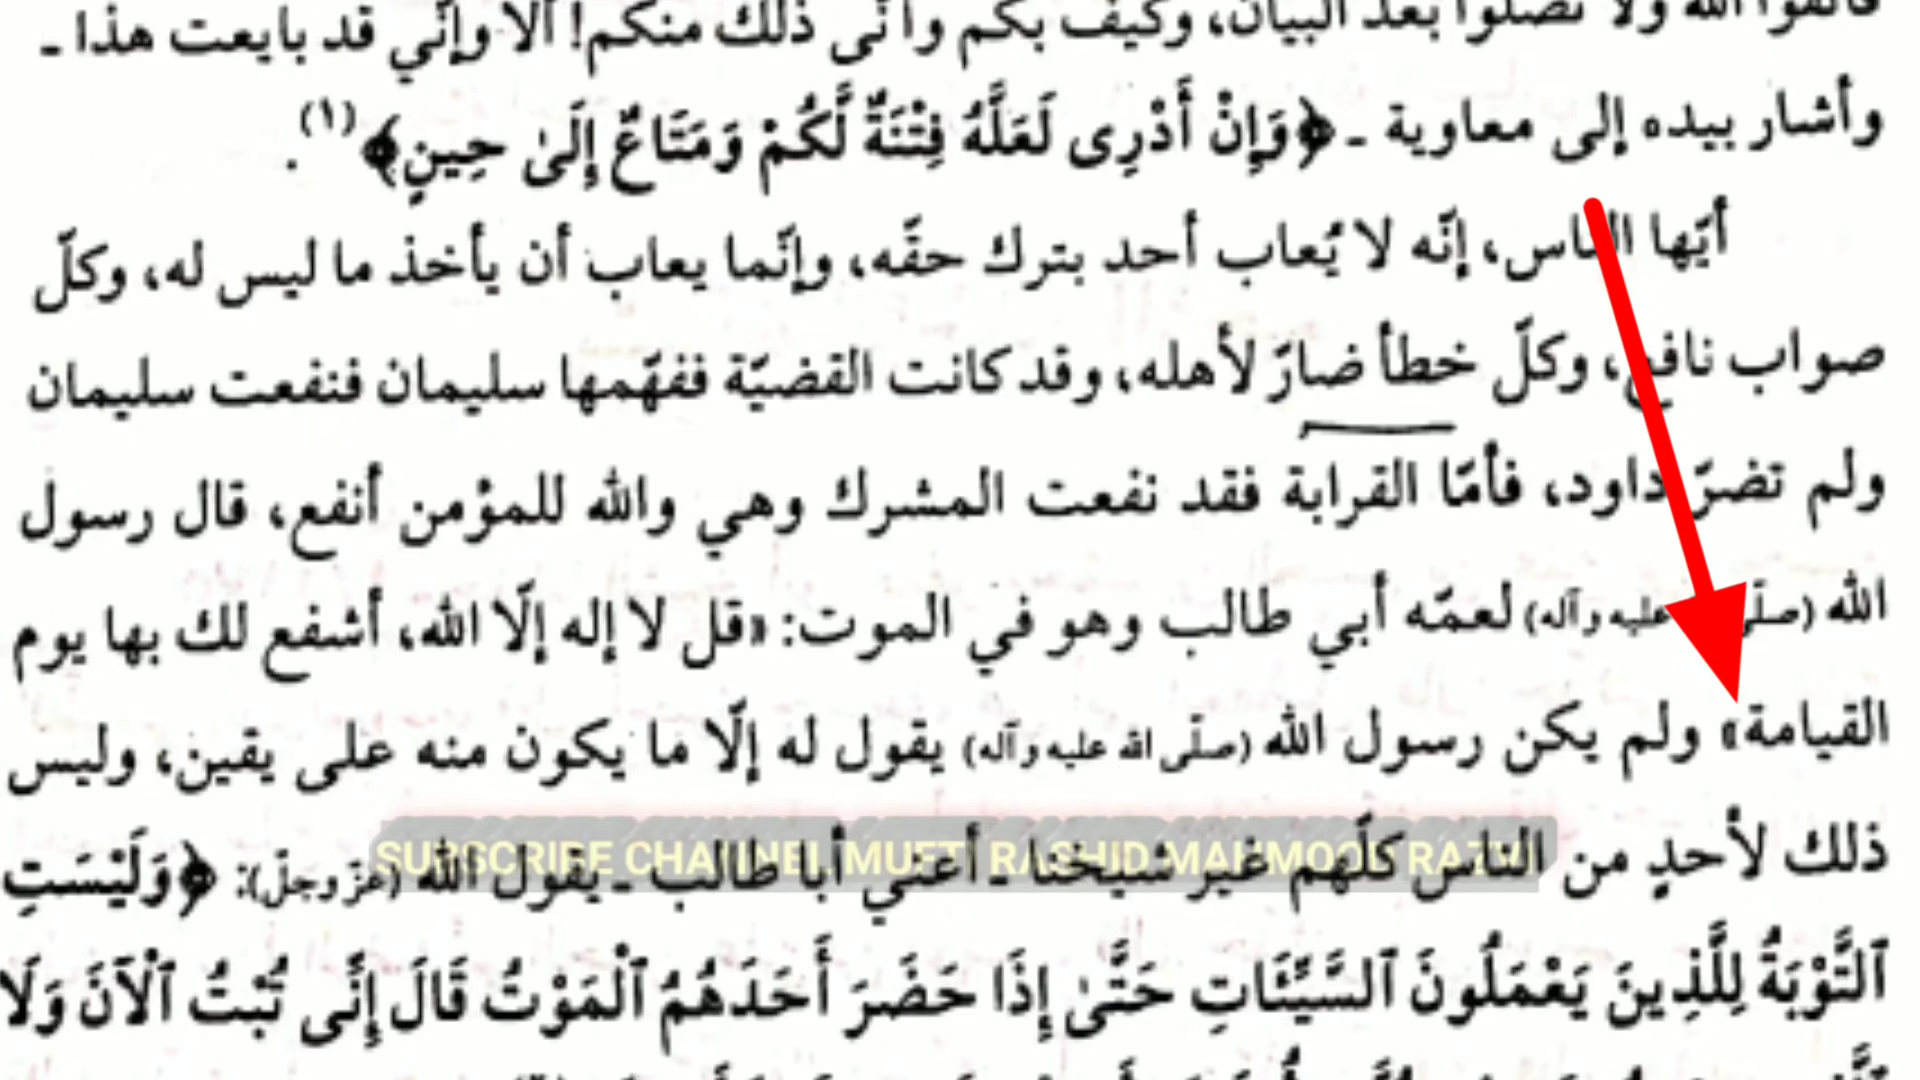 فاتقوا الله ولا تضلّوا بعد البيان، وكيف بكم وأنّى ذلك منكم! ألا وإنّي قد بايعت هذا ـ
وأشار بيده إلى معاوية ـ ﴿وَإِنْ أَدْرِى لَعَلَّهُ فِتْنَةٌ لَّكُمْ وَمَتَاعٌ إِلَىٰ حِينٍ﴾(١).
أيّها الناس، إنّه لا يُعاب أحد بترك حقّه، وإنّما يعاب أن يأخذ ما ليس له، وكلّ
صواب نافع، وكلّ خطأ ضارّ لأهله، وقد كانت القضيّة ففهّمها سليمان فنفعت سليمان
ولم تضرّ داود، فأمّا القرابة فقد نفعت المشرك وهي والله للمؤمن أنفع، قال رسول
الله (صلّى عليه وآله) لعمّه أبي طالب وهو في الموت: «قل لا إله إلّا الله، أشفع لك بها يوم
القيامة» ولم يكن رسول الله (صلّى الله عليه وآله) يقول له إلّا ما يكون منه على يقين، وليس
ذلك لأحدٍ من الناس كلّهم غير شيخنا ـ أعني أبا طالب ـ يقول الله (عزّ وجلّ): ﴿وَلَيْسَتِ
SUBSCRIBE CHANNEL MUFTI RASHID MAHMOOD RAZVI
ٱلتَّوْبَةُ لِلَّذِينَ يَعْمَلُونَ ٱلسَّيِّئَاتِ حَتَّىٰ إِذَا حَضَرَ أَحَدَهُمُ ٱلْمَوْتُ قَالَ إِنِّى تُبْتُ ٱلْآنَ وَلَا